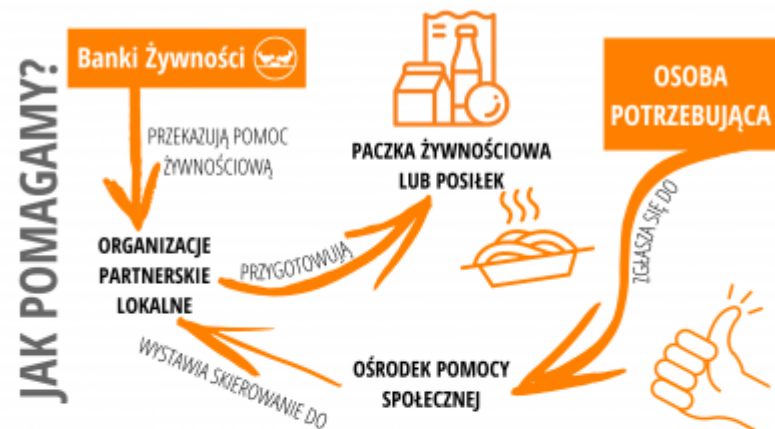 JAK POMAGAMY?
Banki Żywności
PRZEKAZUJĄ POMOC
ŻYWNOŚCIOWĄ
ORGANIZACJE
PARTNERSKIE
LOKALNE
PRZYGOTOWUJĄ
PACZKA ŻYWNOŚCIOWA
LUB POSIŁEK
OSOBA
POTRZEBUJĄCA
ZGŁASZA SIĘ DO
OŚRODEK POMOCY
SPOŁECZNEJ
WYSTAWIA SKIEROWANIE DO